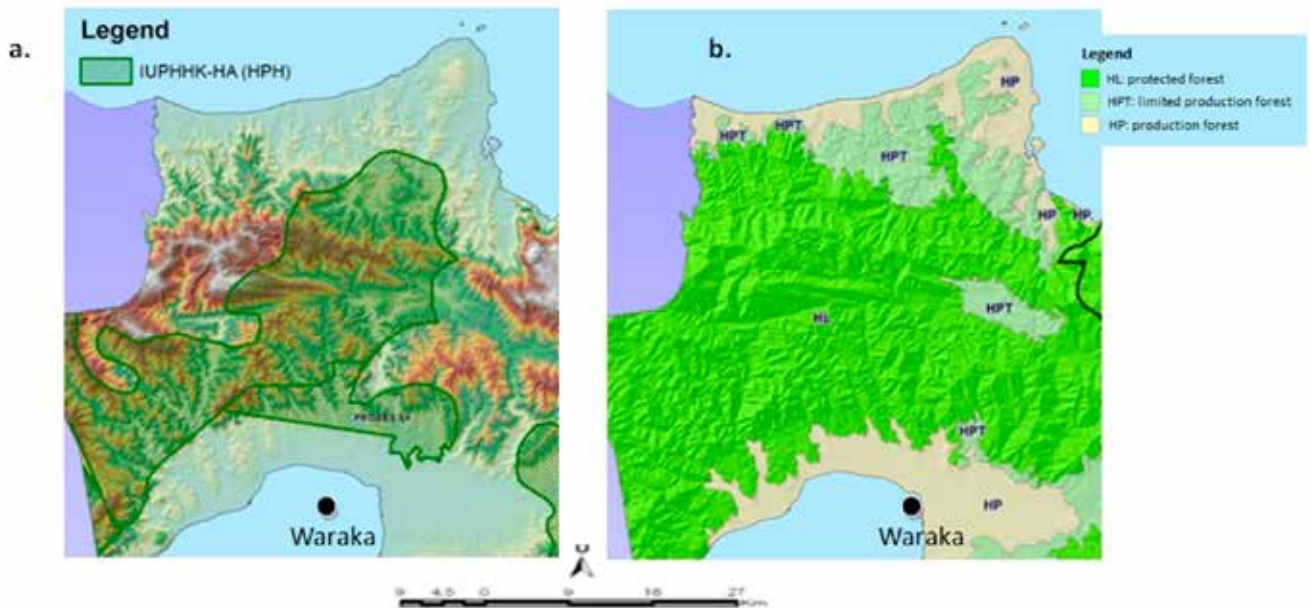 a.
Legend
IUPHHK-HA (HPH)
Waraka
b.
Legend
HL: protected forest
HPT: limited production forest
HP: production forest
HP
HPT
HPT
HPT
HP
HP
HPT
HL
HPT
HP
Waraka
9 4.5 0 9 18 27
Km